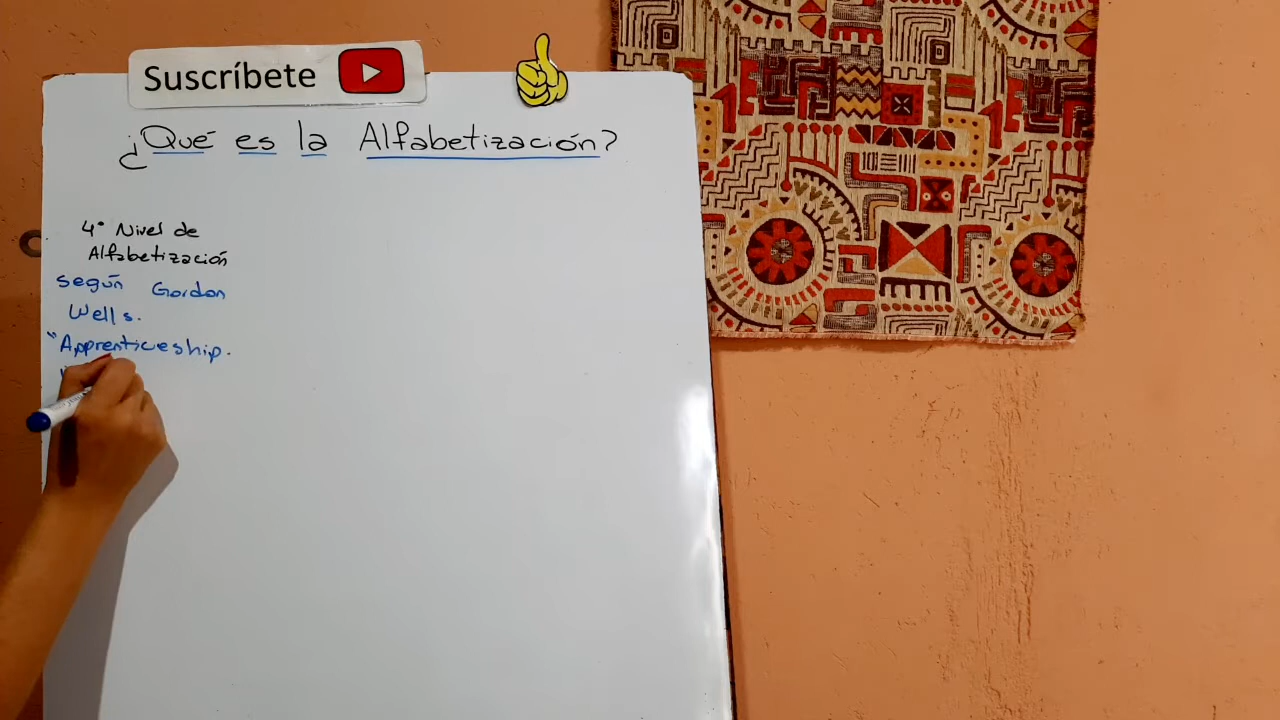 Suscríbete
¿Qué es la Alfabetización?
4° Nivel de
Alfabetización
según Gordon
Wells.
"Apprenticeship.